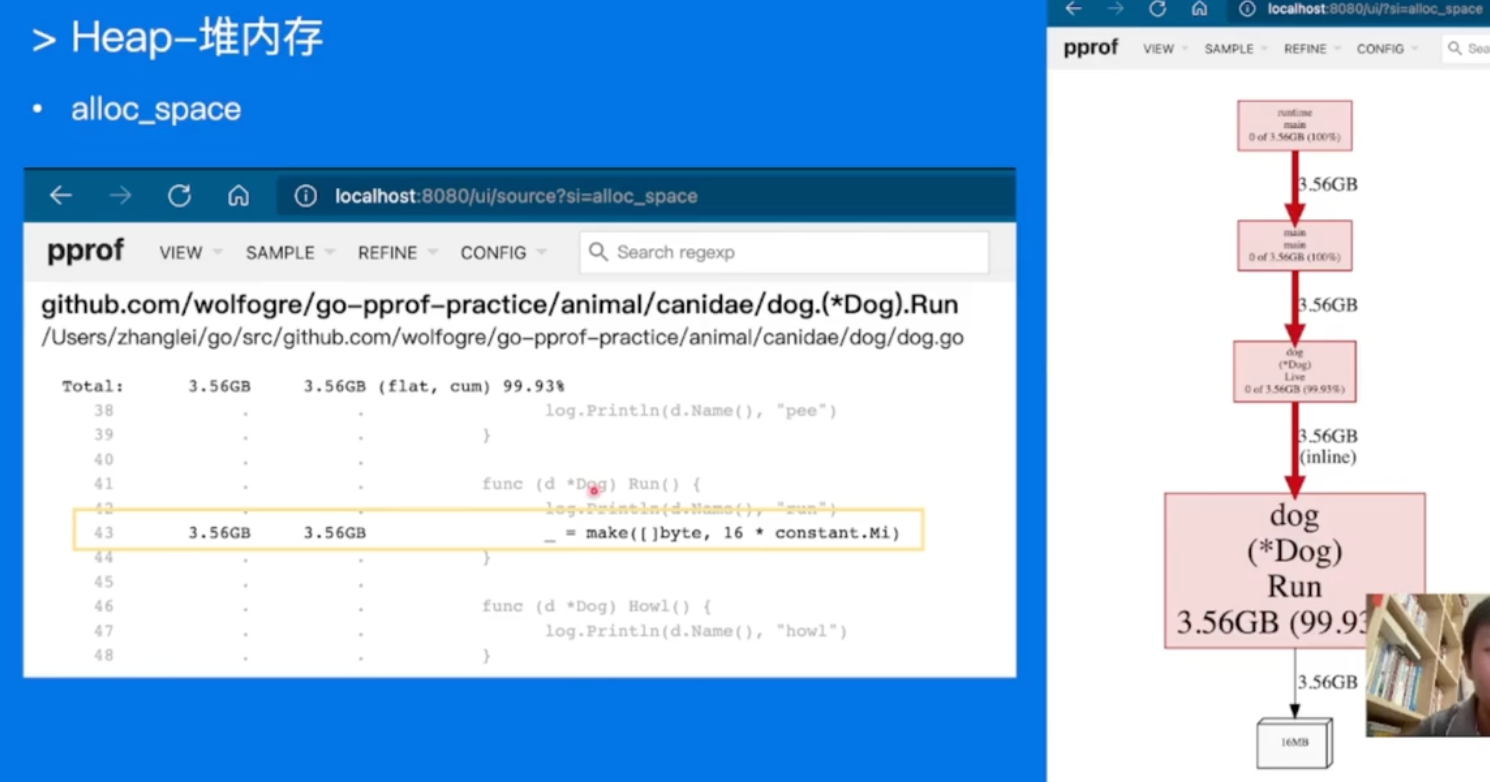 > Heap-堆内存
• alloc_space
localhost:8080/ui/source?si=alloc_space
pprof VIEW SAMPLE REFINE CONFIG Search regexp
github.com/wolfogre/go-pprof-practice/animal/canidae/dog.(*Dog).Run
/Users/zhanglei/go/src/github.com/wolfogre/go-pprof-practice/animal/canidae/dog/dog.go
Total: 3.56GB 3.56GB (flat, cum) 99.93%
38 . . log.Println(d.Name(), "pee")
39 . . }
40 . .
41 . . func (d *Dog) Run() {
42 . . log.Println(d.Name(), "run")
43 3.56GB 3.56GB _ = make([]byte, 16 * constant.Mi)
44 . . }
45 . .
46 . . func (d *Dog) Howl() {
47 . . log.Println(d.Name(), "howl")
48 . . }
localhost:8080/ui/?si=alloc_space
pprof VIEW SAMPLE REFINE CONFIG Sea
runtime
main
0 of 3.56GB (100%)
3.56GB
main
main
0 of 3.56GB (100%)
3.56GB
dog
(*Dog)
Live
0 of 3.56GB (99.93%)
3.56GB
(inline)
dog
(*Dog)
Run
3.56GB (99.93
3.56GB
16MB